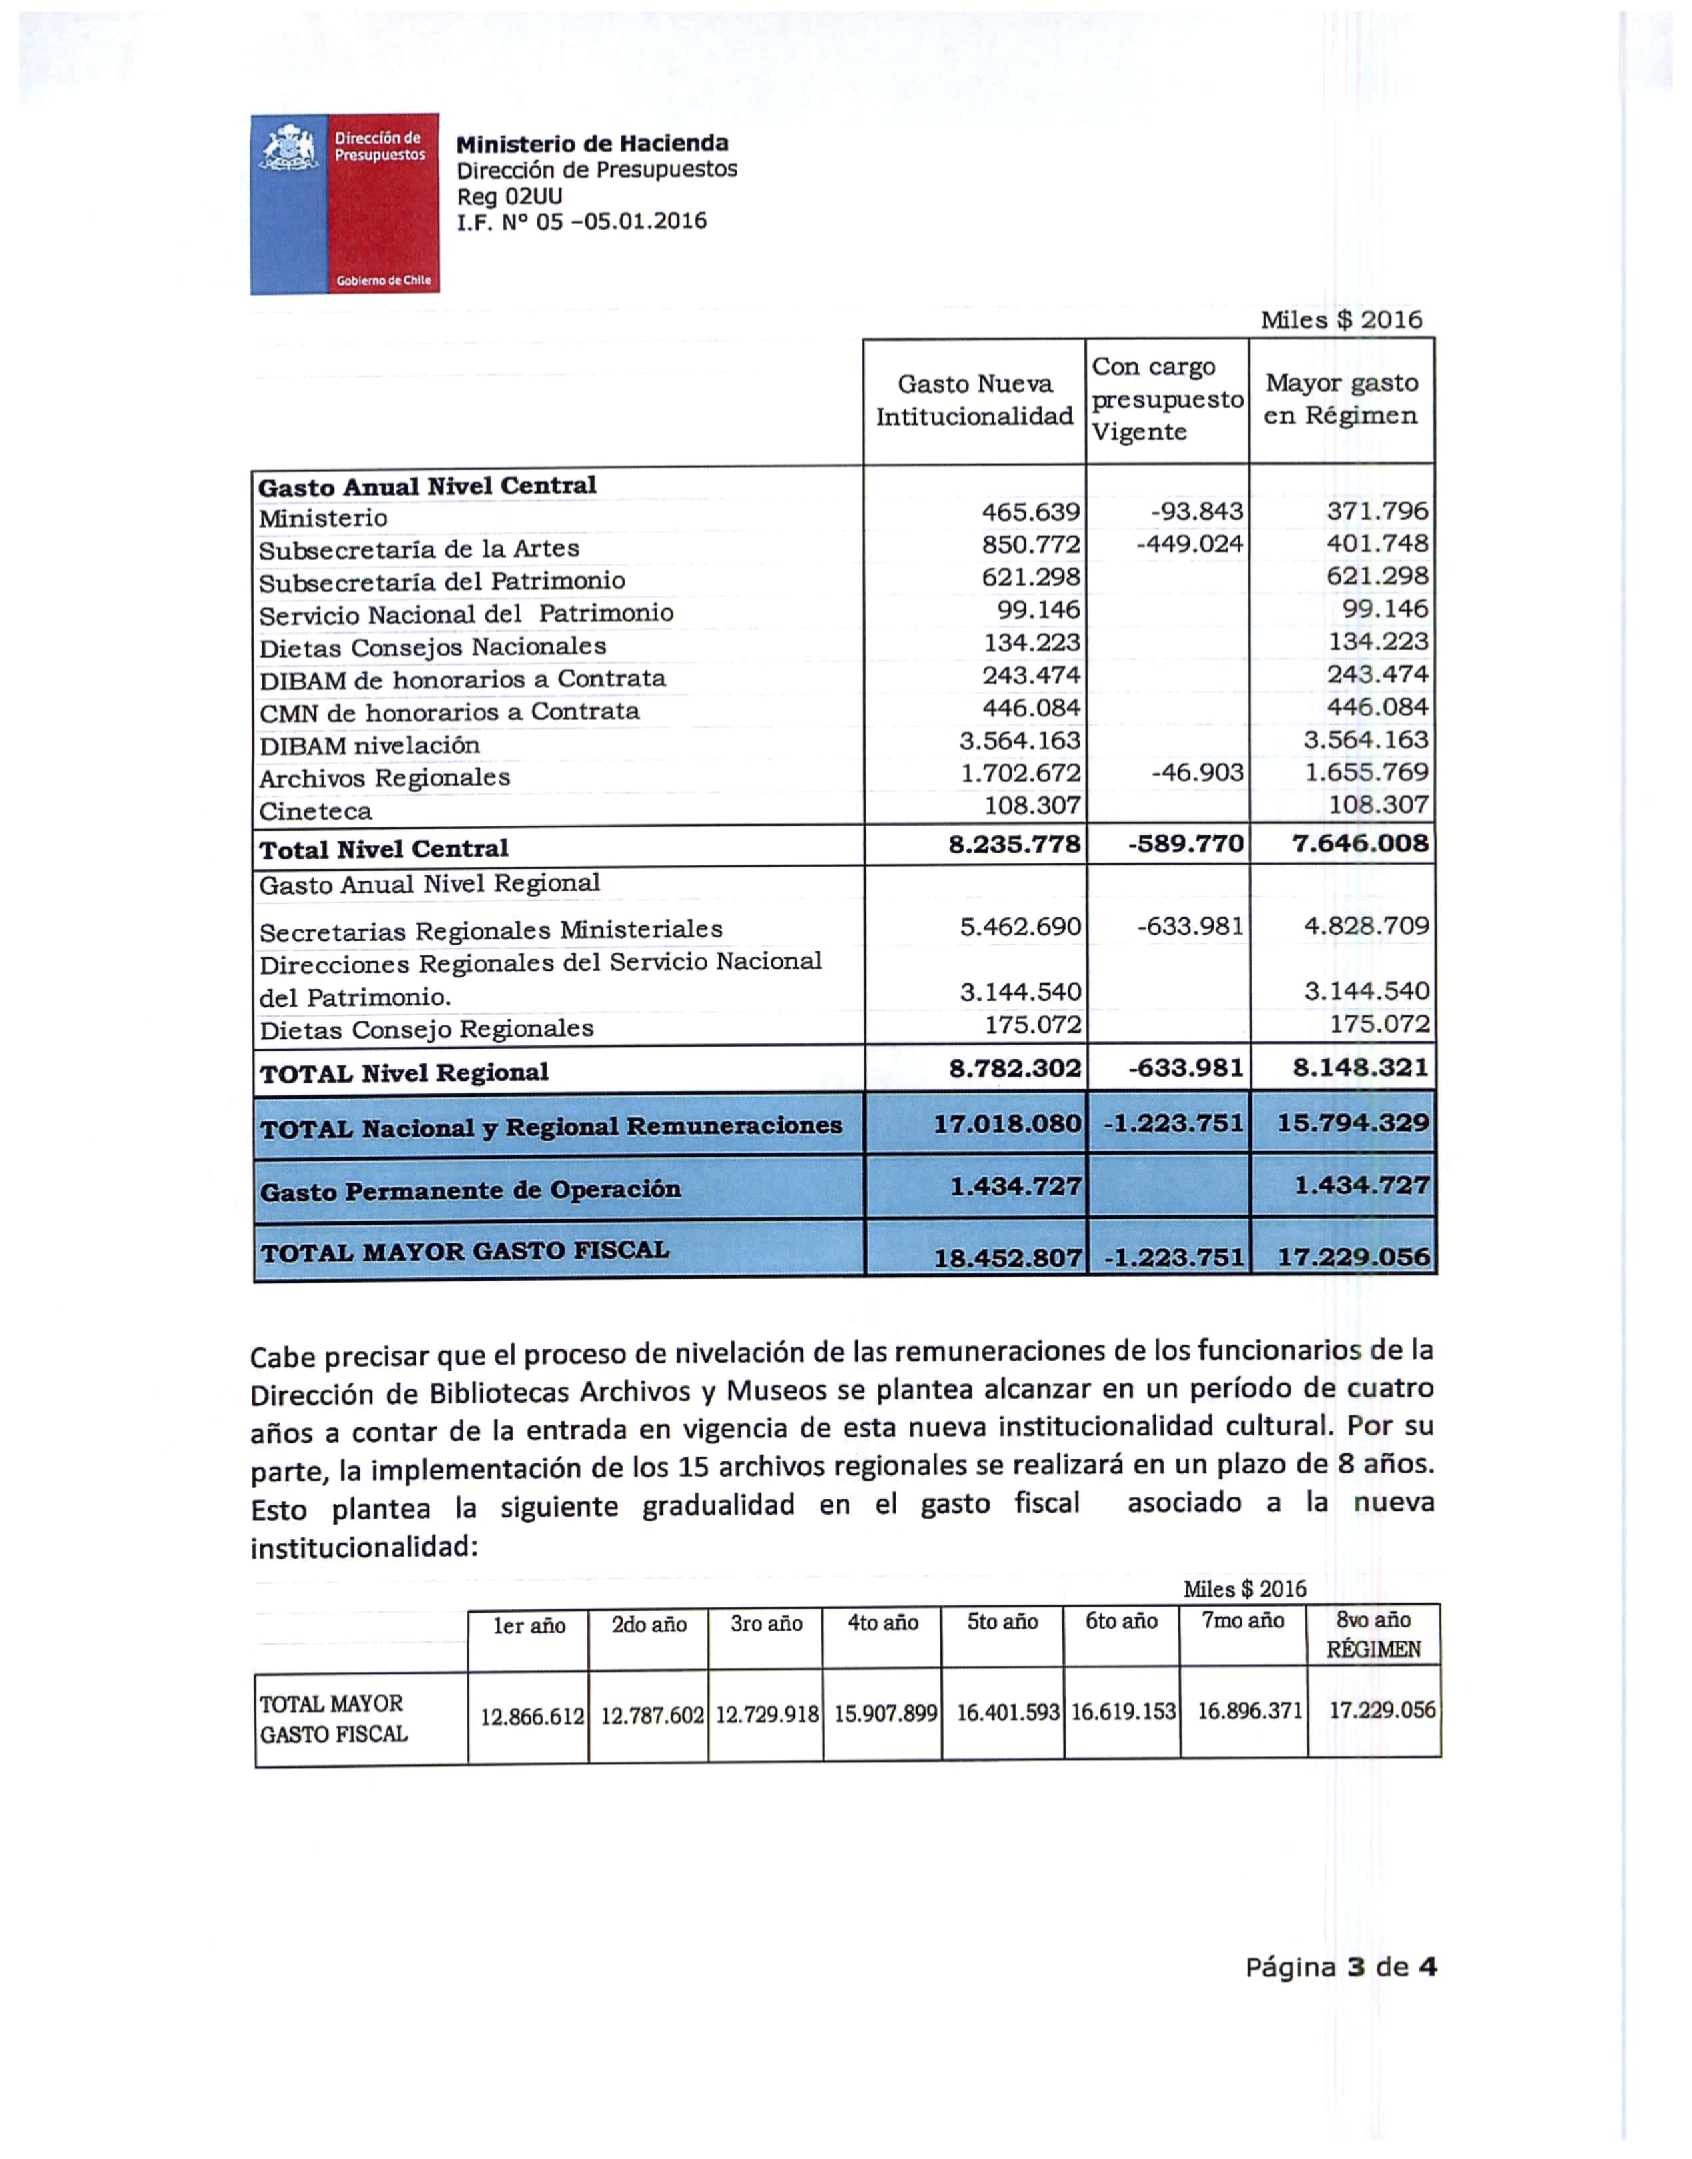 Dirección de
Presupuestos
Gobierno de Chile
Ministerio de Hacienda
Dirección de Presupuestos
Reg 02UU
I.F. Nº 05 –05.01.2016
Miles $ 2016
Gasto Nueva Intitucionalidad Con cargo presupuesto Vigente Mayor gasto en Régimen
Gasto Anual Nivel Central
Ministerio 465.639 -93.843 371.796
Subsecretaría de la Artes 850.772 -449.024 401.748
Subsecretaría del Patrimonio 621.298 621.298
Servicio Nacional del Patrimonio 99.146 99.146
Dietas Consejos Nacionales 134.223 134.223
DIBAM de honorarios a Contrata 243.474 243.474
CMN de honorarios a Contrata 446.084 446.084
DIBAM nivelación 3.564.163 3.564.163
Archivos Regionales 1.702.672 -46.903 1.655.769
Cineteca 108.307 108.307
Total Nivel Central 8.235.778 -589.770 7.646.008
Gasto Anual Nivel Regional
Secretarias Regionales Ministeriales 5.462.690 -633.981 4.828.709
Direcciones Regionales del Servicio Nacional
del Patrimonio. 3.144.540 3.144.540
Dietas Consejo Regionales 175.072 175.072
TOTAL Nivel Regional 8.782.302 -633.981 8.148.321
TOTAL Nacional y Regional Remuneraciones 17.018.080 -1.223.751 15.794.329
Gasto Permanente de Operación 1.434.727 1.434.727
TOTAL MAYOR GASTO FISCAL 18.452.807 -1.223.751 17.229.056
Cabe precisar que el proceso de nivelación de las remuneraciones de los funcionarios de la
Dirección de Bibliotecas Archivos y Museos se plantea alcanzar en un período de cuatro
años a contar de la entrada en vigencia de esta nueva institucionalidad cultural. Por su
parte, la implementación de los 15 archivos regionales se realizará en un plazo de 8 años.
Esto plantea la siguiente gradualidad en el gasto fiscal asociado a la nueva
institucionalidad:
Miles $ 2016
1er año 2do año 3ro año 4to año 5to año 6to año 7mo año 8vo año
RÉGIMEN
TOTAL MAYOR
GASTO FISCAL 12.866.612 12.787.602 12.729.918 15.907.899 16.401.593 16.619.153 16.896.371 17.229.056
Página 3 de 4